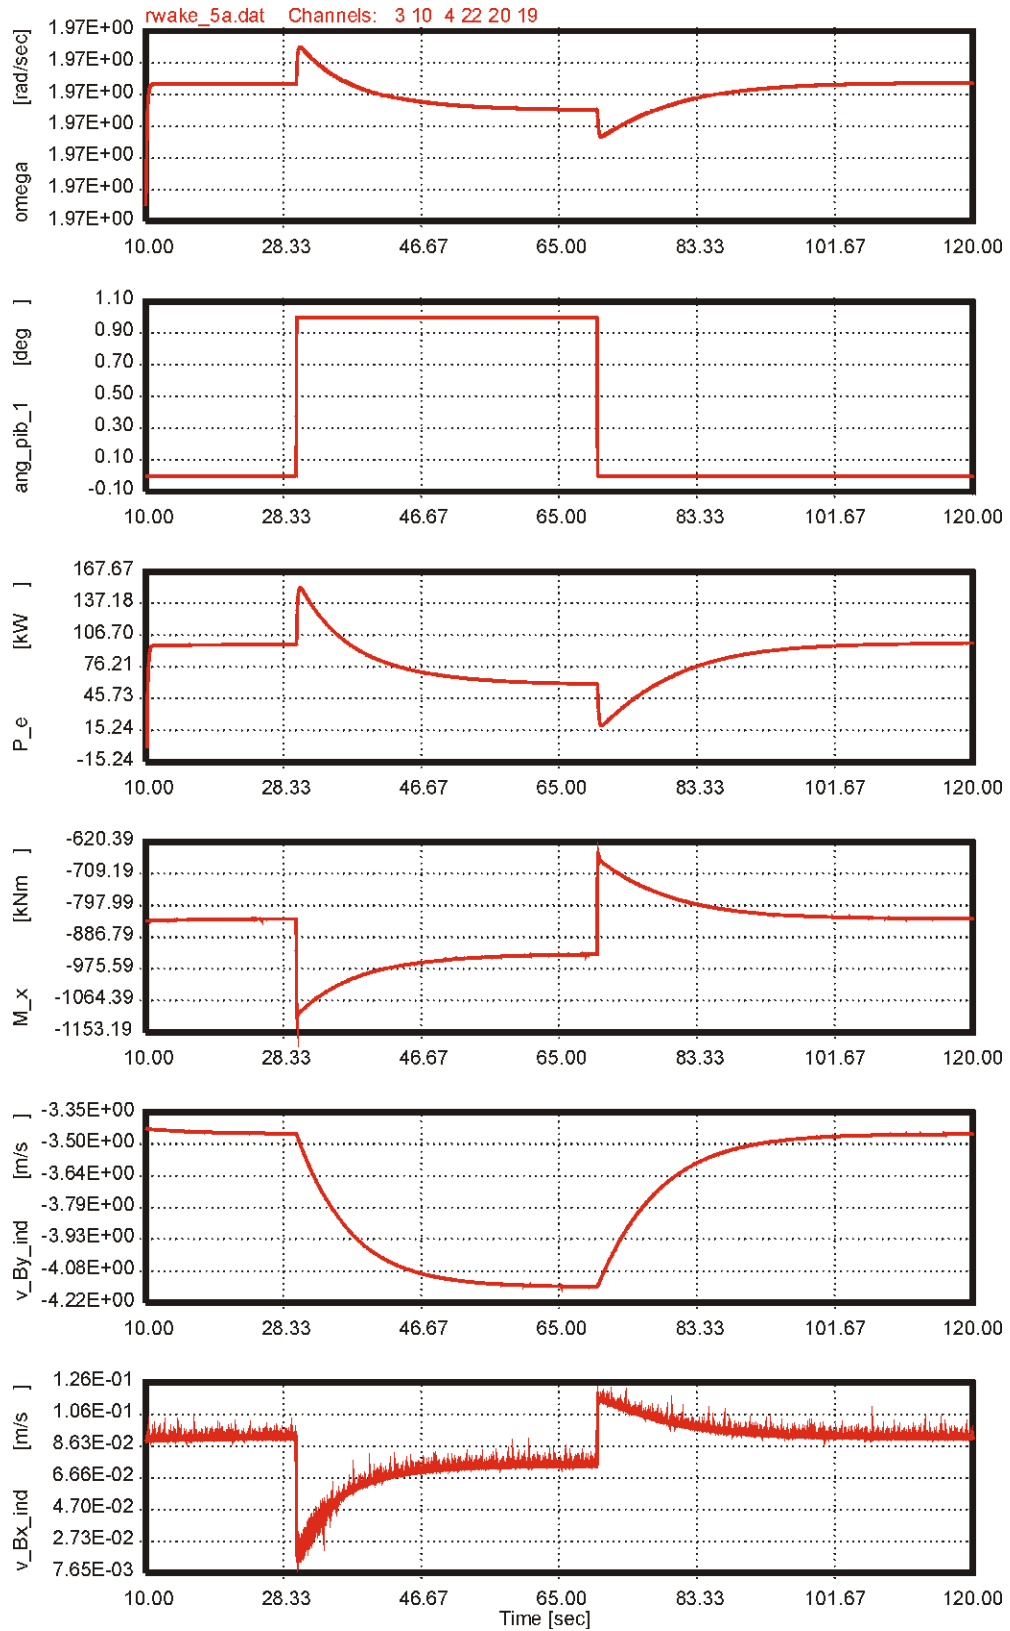 rwake_5a.dat Channels: 3 10 4 22 20 19
omega [rad/sec]
1.97E+00
1.97E+00
1.97E+00
1.97E+00
1.97E+00
1.97E+00
1.97E+00
10.00 28.33 46.67 65.00 83.33 101.67 120.00
ang_pib_1 [deg ]
1.10
0.90
0.70
0.50
0.30
0.10
-0.10
10.00 28.33 46.67 65.00 83.33 101.67 120.00
P_e [kW ]
167.67
137.18
106.70
76.21
45.73
15.24
-15.24
10.00 28.33 46.67 65.00 83.33 101.67 120.00
M_x [kNm ]
-620.39
-709.19
-797.99
-886.79
-975.59
-1064.39
-1153.19
10.00 28.33 46.67 65.00 83.33 101.67 120.00
v_By_ind [m/s ]
-3.35E+00
-3.50E+00
-3.64E+00
-3.79E+00
-3.93E+00
-4.08E+00
-4.22E+00
10.00 28.33 46.67 65.00 83.33 101.67 120.00
v_Bx_ind [m/s ]
1.26E-01
1.06E-01
8.63E-02
6.66E-02
4.70E-02
2.73E-02
7.65E-03
10.00 28.33 46.67 65.00 83.33 101.67 120.00
Time [sec]